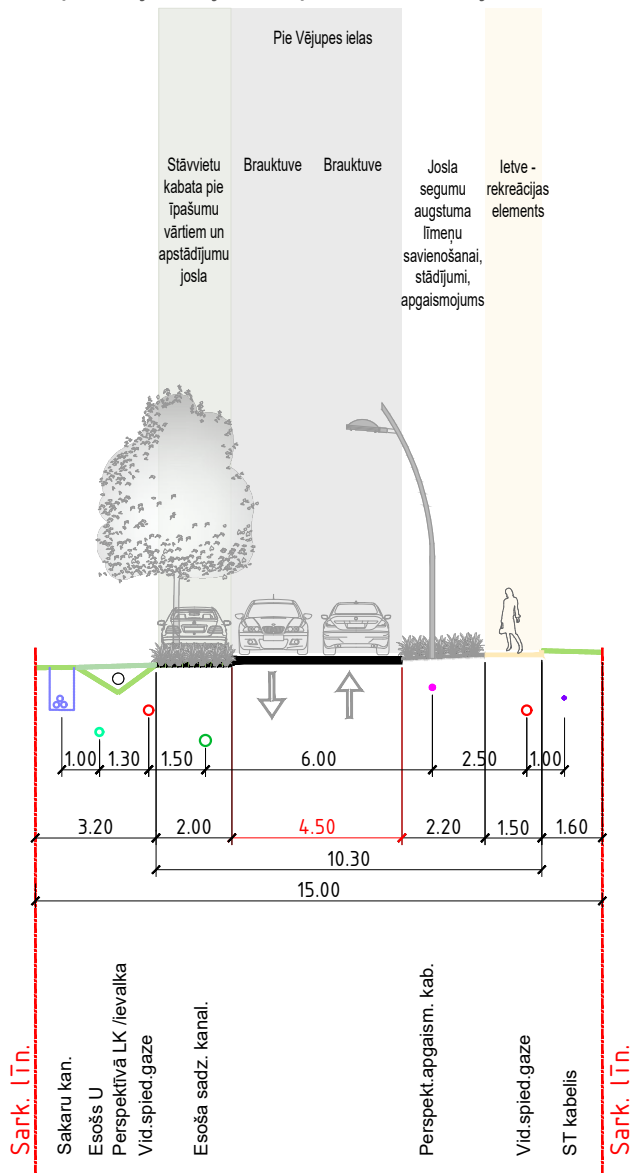 Pie Vējupes ielas
Stāvvietu
kabata pie
īpašumu
vārtiem un
apstādījumu
josla
Brauktuve
Brauktuve
Josla
segumu
augstuma
līmeņu
savienošanai,
stādījumi,
apgaismojums
Ietve -
rekreācijas
elements
1.00
1.30
1.50
6.00
2.50
1.00
3.20
2.00
4.50
2.20
1.50
1.60
10.30
15.00
Sark. līn.
Sakaru kan.
Esošs U
Perspektīvā LK /ievalka
Vid.spied.gaze
Esoša sadz. kanal.
Perspekt.apgaism. kab.
Vid.spied.gaze
ST kabelis
Sark. līn.